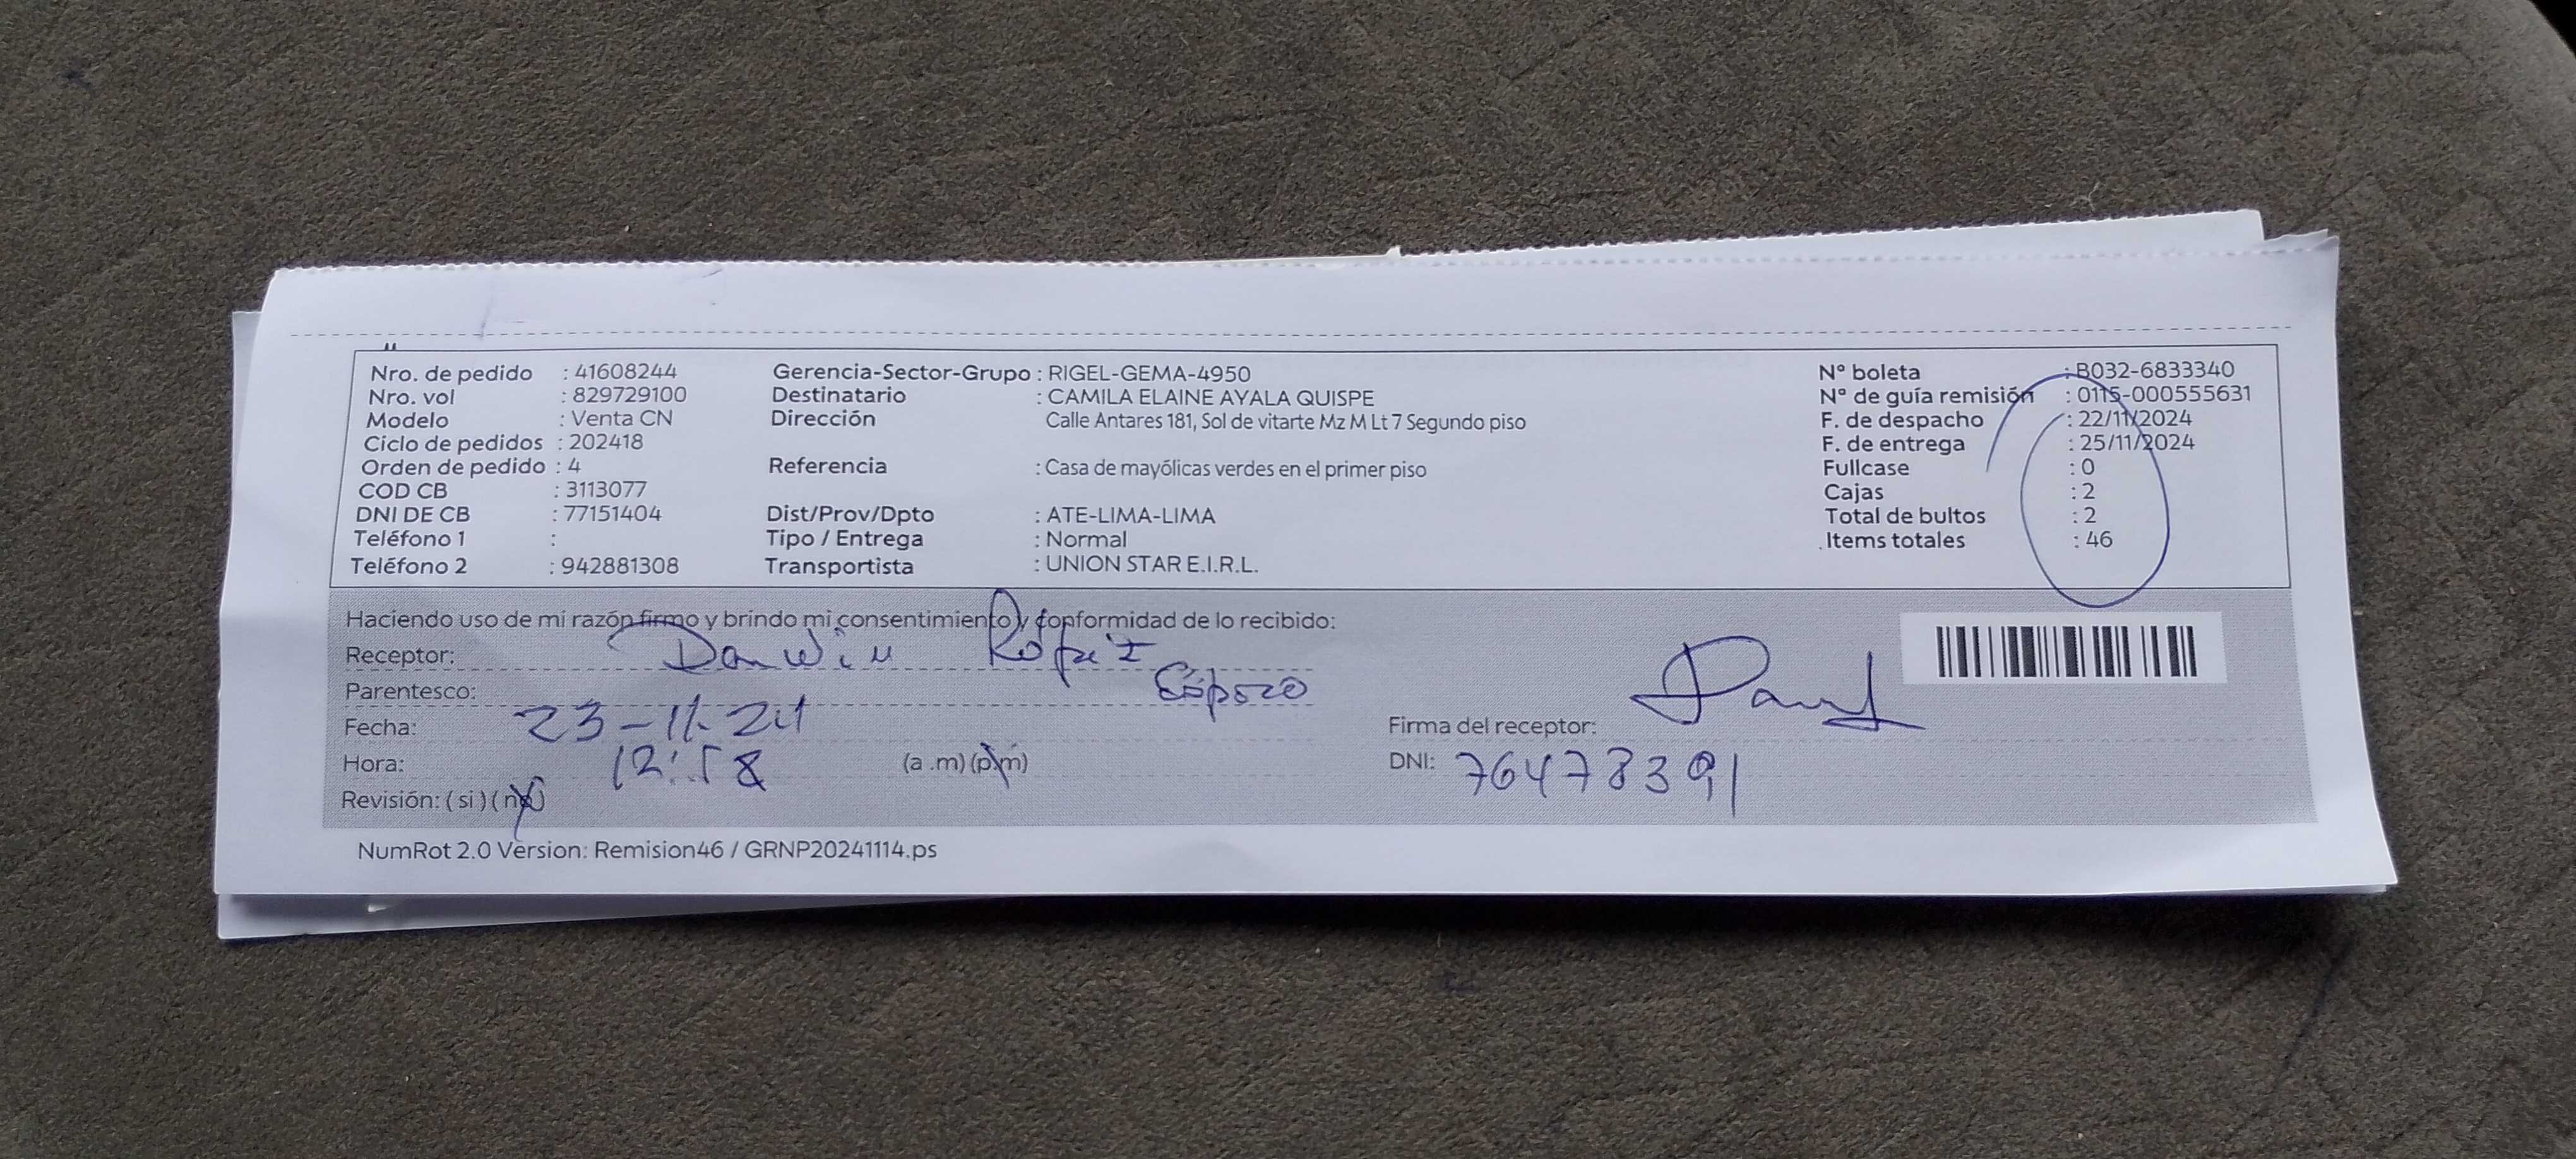 Nro. de pedido : 41608244 Gerencia-Sector-Grupo : RIGEL-GEMA-4950 N° boleta : B032-6833340
Nro. vol : 829729100 Destinatario : CAMILA ELAINE AYALA QUISPE N° de guía remisión : 0115-000555631
Modelo : Venta CN Dirección Calle Antares 181, Sol de vitarte Mz M Lt 7 Segundo piso F. de despacho : 22/11/2024
Ciclo de pedidos : 202418 F. de entrega : 25/11/2024
Orden de pedido : 4 Referencia : Casa de mayólicas verdes en el primer piso Fullcase : 0
COD CB : 3113077 Cajas : 2
DNI DE CB : 77151404 Dist/Prov/Dpto : ATE-LIMA-LIMA Total de bultos : 2
Teléfono 1 : Tipo / Entrega : Normal Items totales : 46
Teléfono 2 : 942881308 Transportista : UNION STAR E.I.R.L.
Haciendo uso de mi razón firmo y brindo mi consentimiento y conformidad de lo recibido:
Receptor: Darwin
Parentesco: Esposo
Fecha: 23-11-24 Firma del receptor:
Hora: 12:58 (a .m) (p.m) DNI: 76478391
Revisión: ( si ) ( no )
NumRot 2.0 Version: Remision46 / GRNP20241114.ps